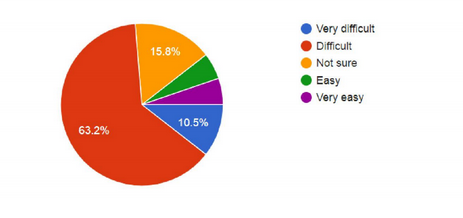 Very difficult
Difficult
Not sure
Easy
Very easy
15.8%
10.5%
63.2%